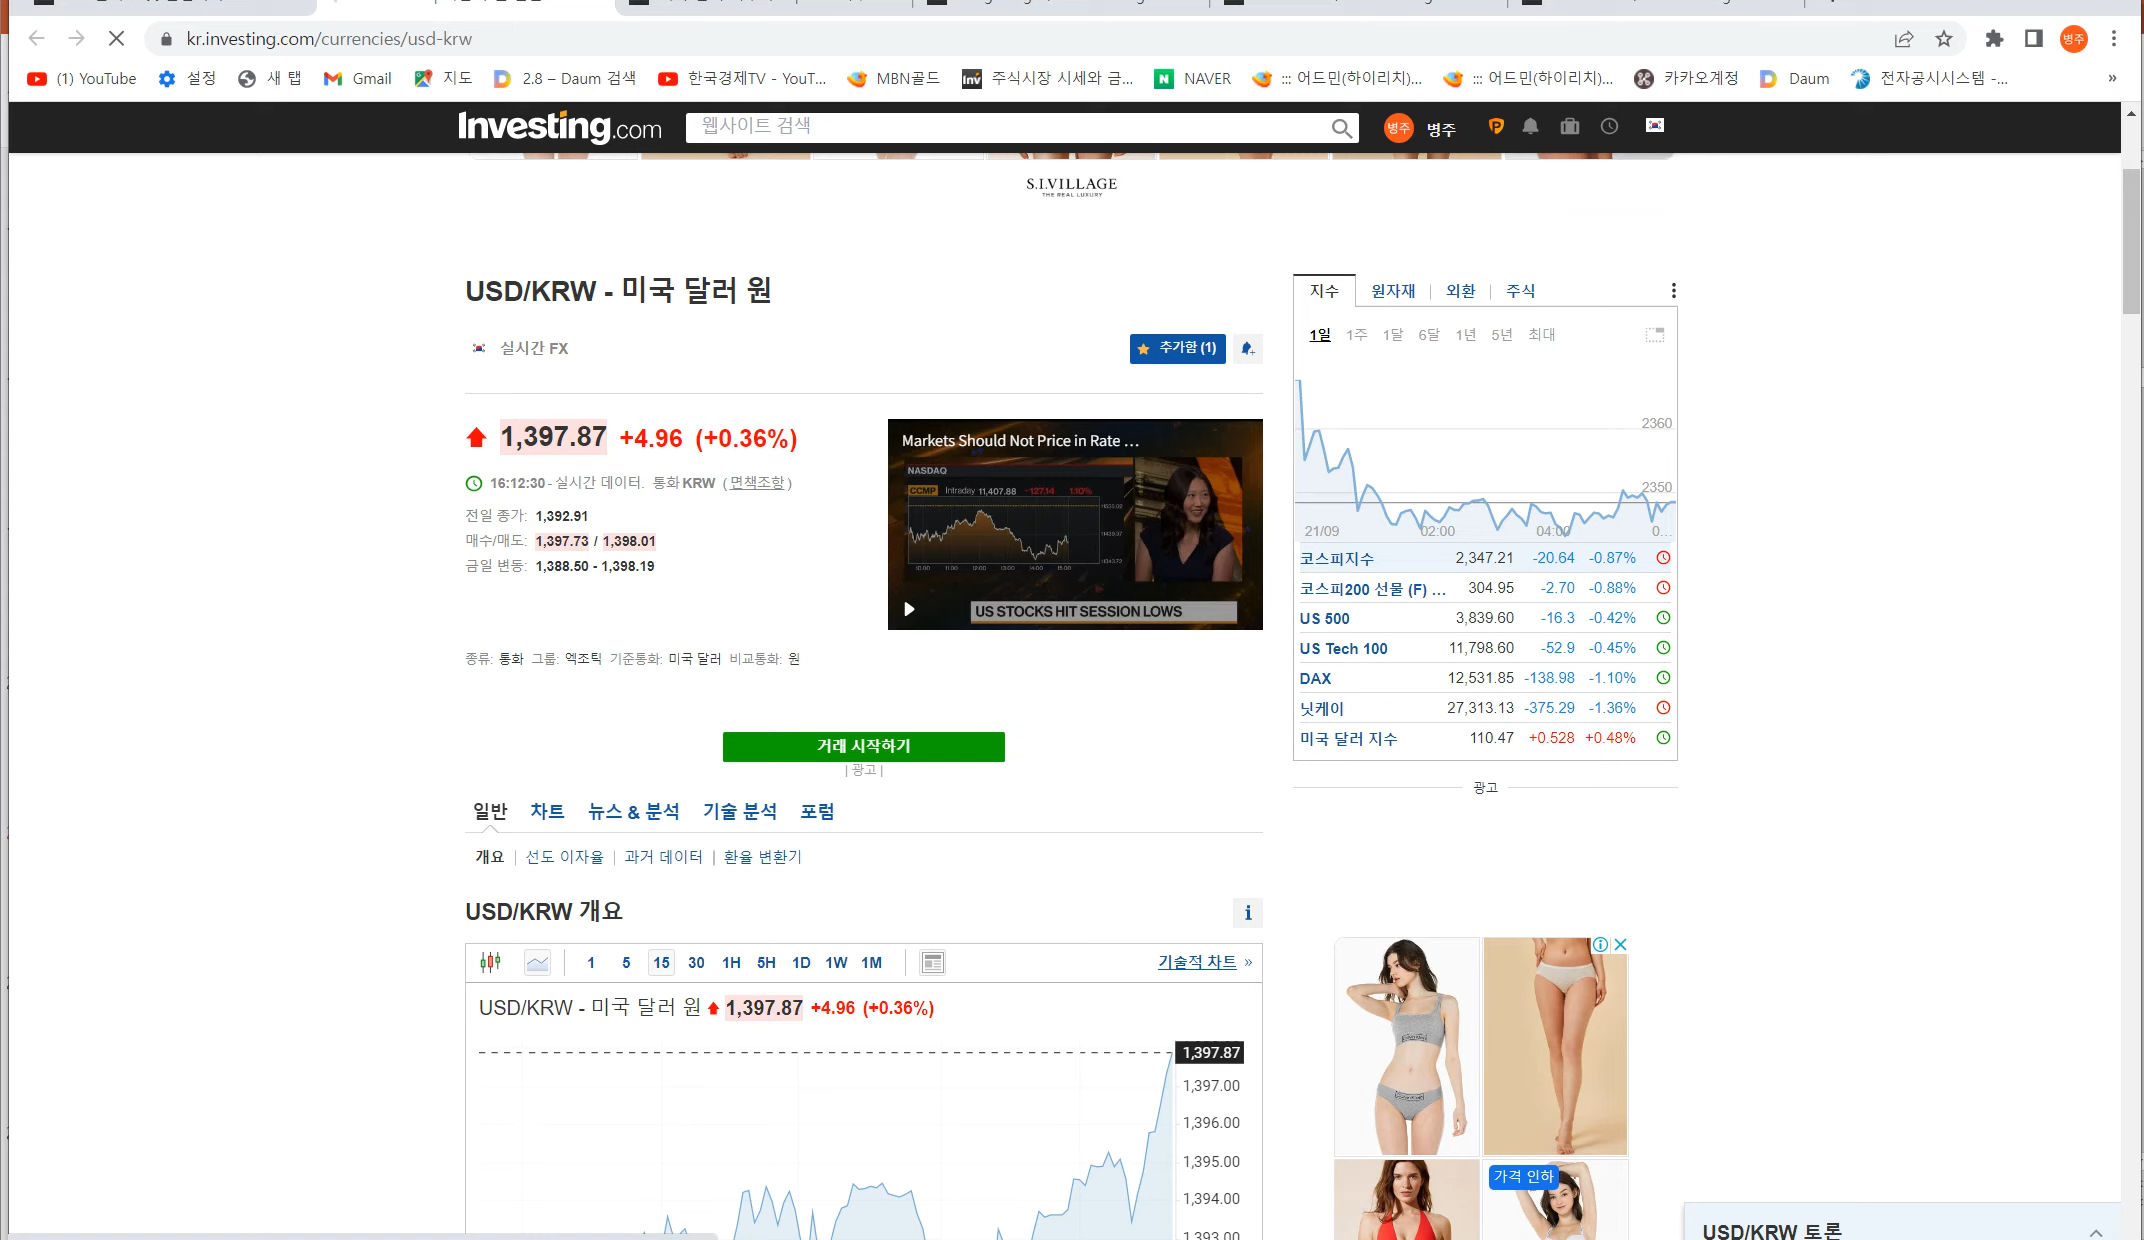 kr.investing.com/currencies/usd-krw
병주
(1) YouTube 설정 새 탭 Gmail 지도 2.8 – Daum 검색 한국경제TV - YouT... MBN골드 주식시장 시세와 금... NAVER ::: 어드민(하이리치)... ::: 어드민(하이리치)... 카카오계정 Daum 전자공시시스템 -... »
Investing.com 웹사이트 검색 병주 병주
S.I.VILLAGE
THE REAL LUXURY
USD/KRW - 미국 달러 원
실시간 FX
추가함 (1)
1,397.87 +4.96 (+0.36%)
16:12:30 - 실시간 데이터. 통화 KRW ( 면책조항 )
전일 종가: 1,392.91
매수/매도: 1,397.73 / 1,398.01
금일 변동: 1,388.50 - 1,398.19
Markets Should Not Price in Rate ...
NASDAQ
CCMP Intraday 11,407.88 -127.14 1.10%
US STOCKS HIT SESSION LOWS
종류: 통화 그룹: 엑조틱 기준통화: 미국 달러 비교통화: 원
거래 시작하기
| 광고 |
일반 차트 뉴스 & 분석 기술 분석 포럼
개요 | 선도 이자율 | 과거 데이터 | 환율 변환기
USD/KRW 개요
i
1 5 15 30 1H 5H 1D 1W 1M 기술적 차트 »
USD/KRW - 미국 달러 원 1,397.87 +4.96 (+0.36%)
1,397.87
1,397.00
1,396.00
1,395.00
1,394.00
1,393.00
지수 원자재 | 외환 | 주식
1일 1주 1달 6달 1년 5년 최대
2360
2350
21/09 02:00 04:00 0...
코스피지수 2,347.21 -20.64 -0.87%
코스피200 선물 (F) ... 304.95 -2.70 -0.88%
US 500 3,839.60 -16.3 -0.42%
US Tech 100 11,798.60 -52.9 -0.45%
DAX 12,531.85 -138.98 -1.10%
닛케이 27,313.13 -375.29 -1.36%
미국 달러 지수 110.47 +0.528 +0.48%
광고
가격 인하
USD/KRW 토론